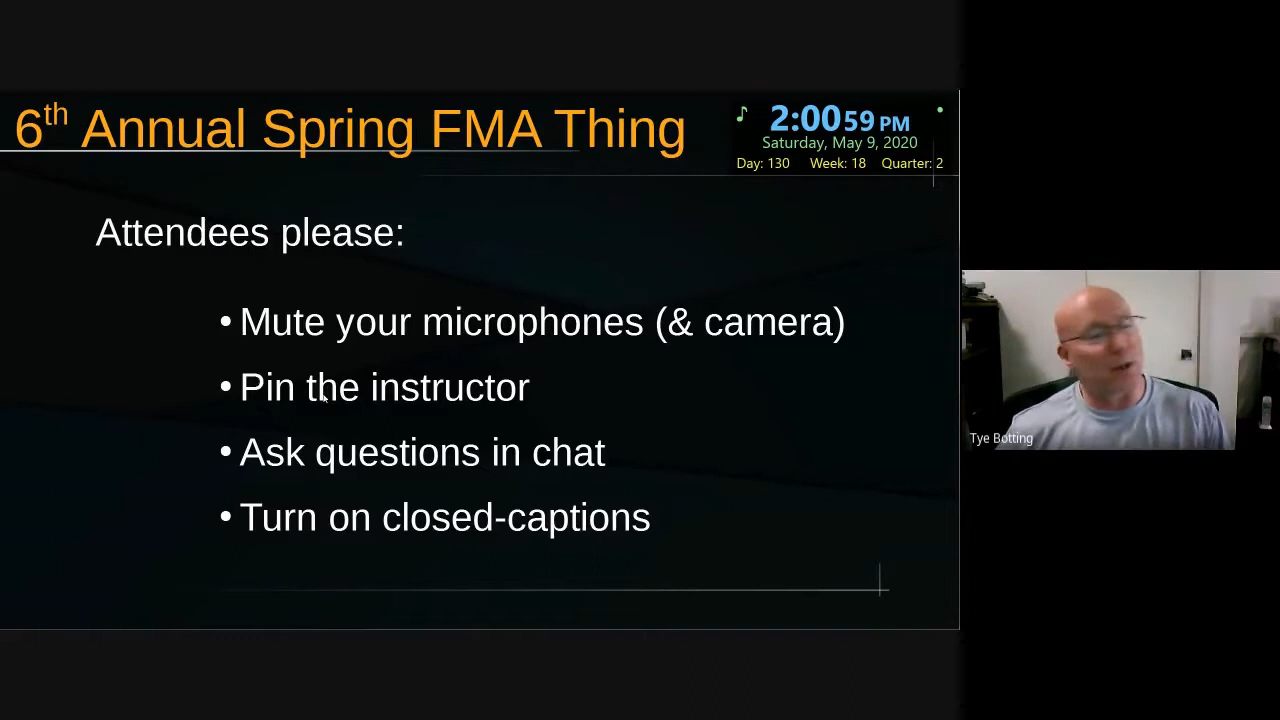 6th Annual Spring FMA Thing
2:00 59 PM
Saturday, May 9, 2020
Day: 130 Week: 18 Quarter: 2
Attendees please:
• Mute your microphones (& camera)
• Pin the instructor
• Ask questions in chat
• Turn on closed-captions
Tye Botting